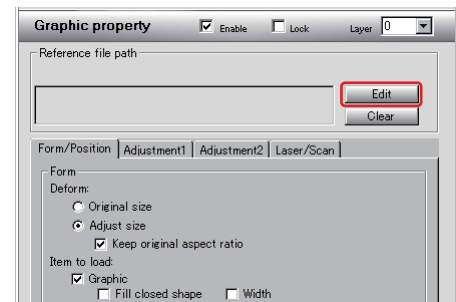 Graphic property Enable Lock Layer 0
Reference file path
Edit
Clear
Form/Position Adjustment1 Adjustment2 Laser/Scan
Form
Deform:
Original size
Adjust size
Keep original aspect ratio
Item to load:
Graphic
Fill closed shape Width